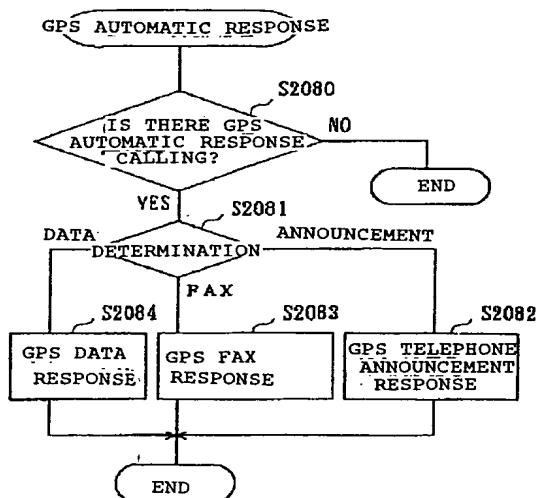 GPS AUTOMATIC RESPONSE
S2080
IS THERE GPS
AUTOMATIC RESPONSE
CALLING?
NO
END
YES
S2081
DATA
DETERMINATION
ANNOUNCEMENT
FAX
S2084
S2083
S2082
GPS DATA
RESPONSE
GPS FAX
RESPONSE
GPS TELEPHONE
ANNOUNCEMENT
RESPONSE
END